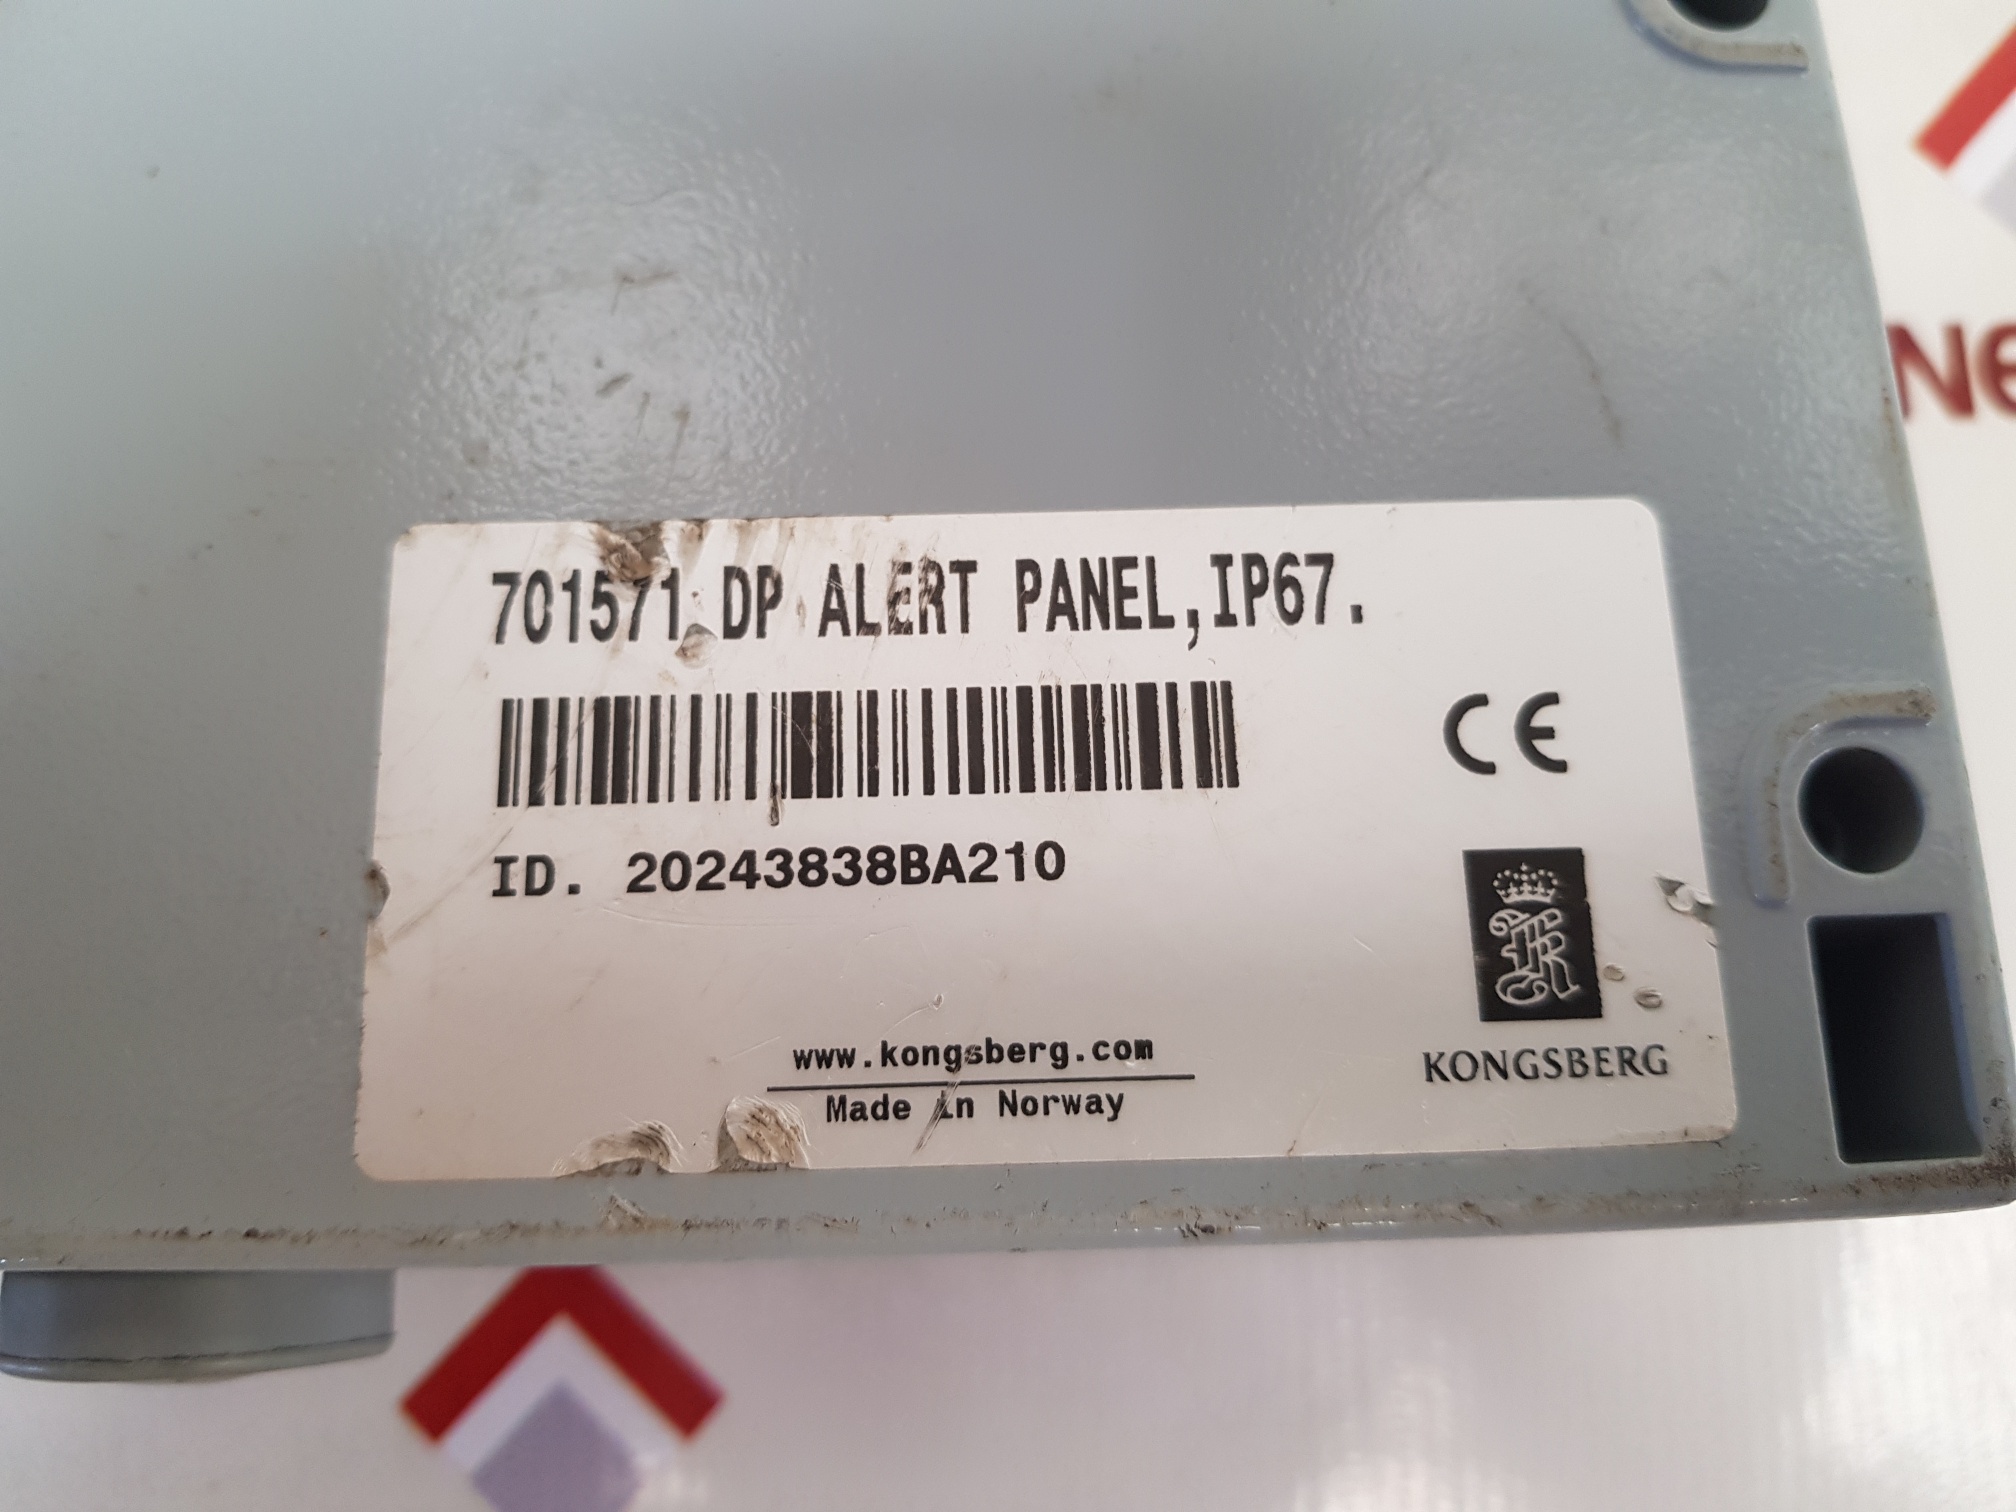 701571 DP ALERT PANEL,IP67.
CE
ID. 20243838BA210
www.kongsberg.com
Made in Norway
KONGSBERG